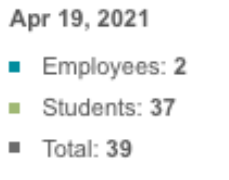 Apr 19, 2021
Employees: 2
Students: 37
Total: 39